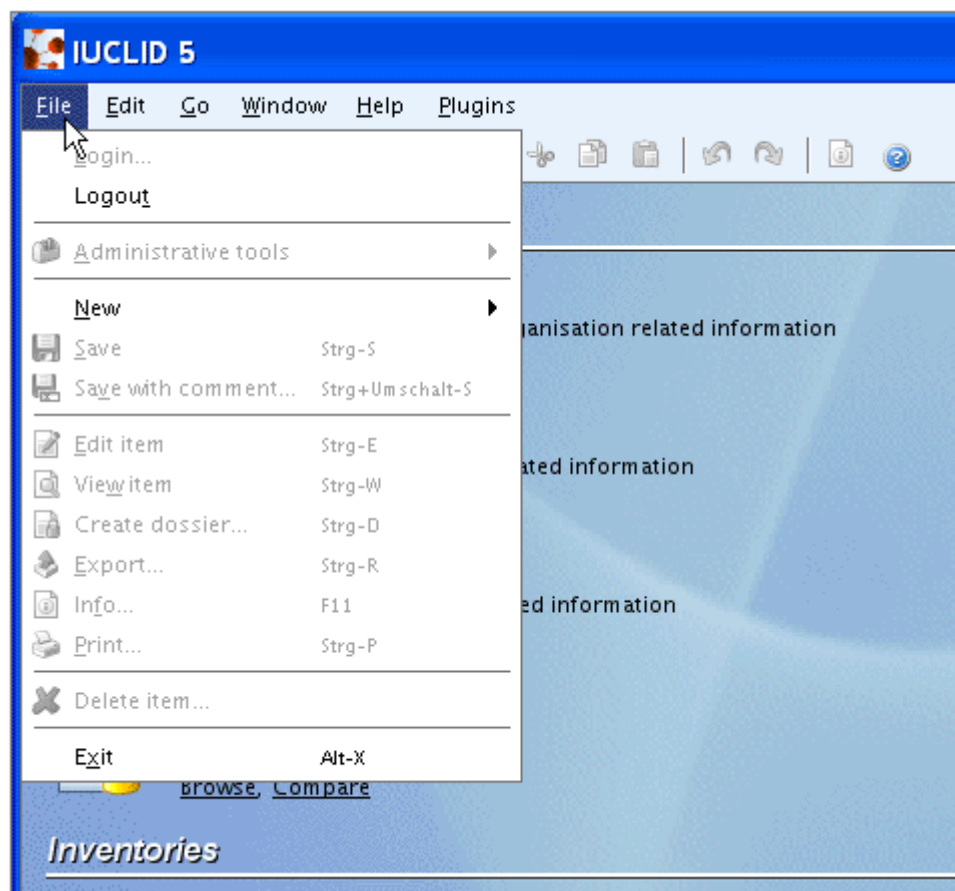 IUCLID 5
File Edit Go Window Help Plugins
Login...
Logout
Administrative tools
New
anisation related information
Save Strg-S
Save with comment... Strg+Umschalt-S
Edit item Strg-E
ated information
View item Strg-W
Create dossier... Strg-D
Export... Strg-R
Info... F11
ed information
Print... Strg-P
Delete item...
Exit Alt-X
Browse, Compare
Inventories